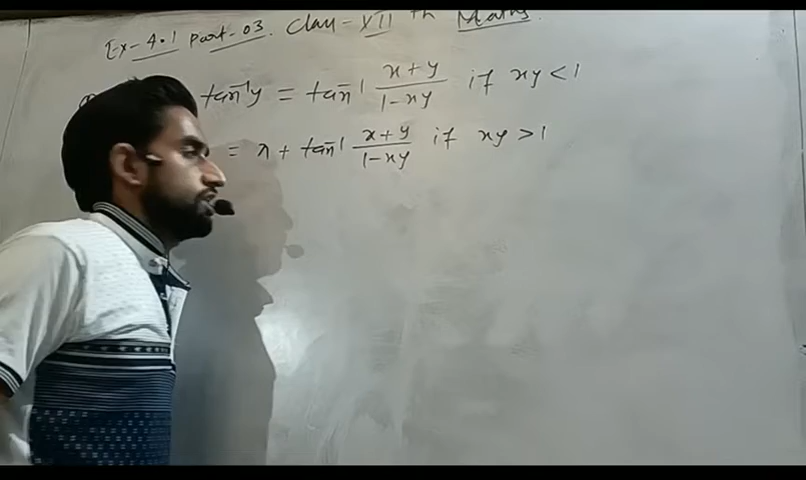 Ex-4.1 Part-03. Class-XII th Maths.
tan⁻¹y = tan⁻¹ (x+y)/(1-xy) if xy < 1
= π + tan⁻¹ (x+y)/(1-xy) if xy > 1